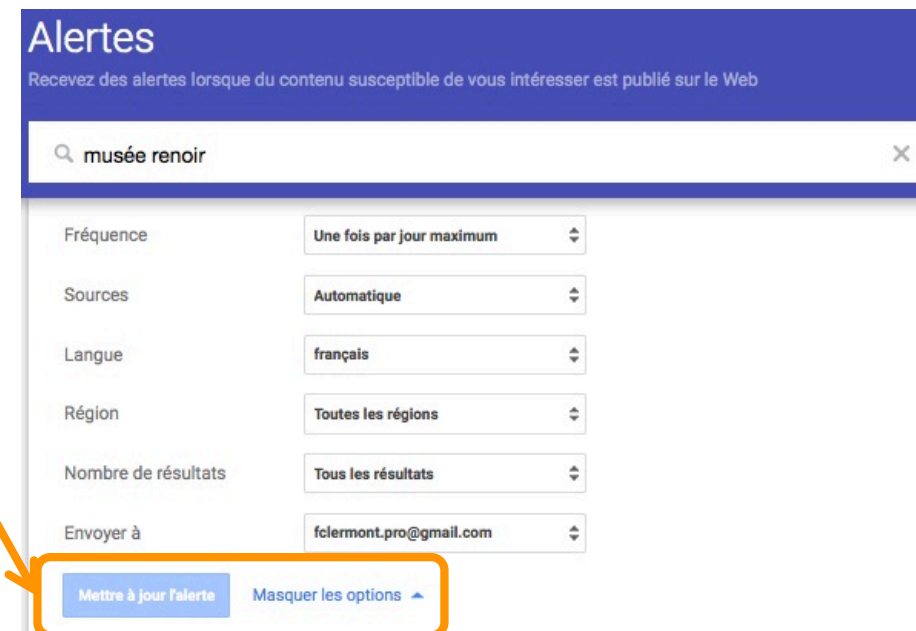 Alertes
Recevez des alertes lorsque du contenu susceptible de vous intéresser est publié sur le Web
musée renoir
Fréquence Une fois par jour maximum
Sources Automatique
Langue français
Région Toutes les régions
Nombre de résultats Tous les résultats
Envoyer à fclermont.pro@gmail.com
Mettre à jour l'alerte Masquer les options